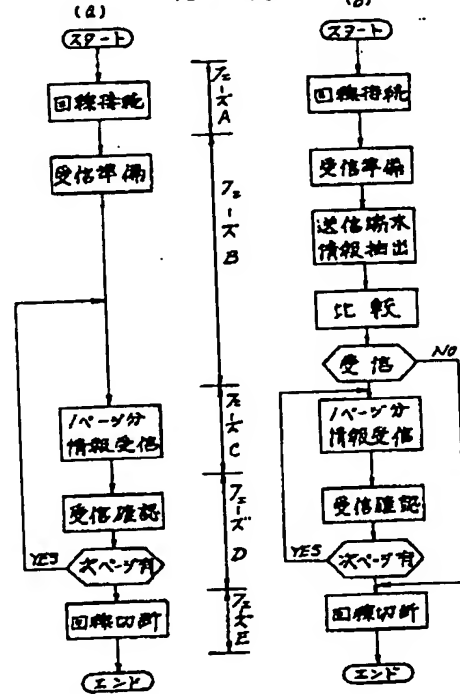 (a)
スタート
回線接続
受信準備
1ページ分
情報受信
受信確認
YES
次ページ有
回線切断
エンド
フェーズA
フェーズB
フェーズC
フェーズD
フェーズE
スタート
回線接続
受信準備
送信端末
情報抽出
比較
受信
NO
1ページ分
情報受信
受信確認
YES
次ページ有
回線切断
エンド